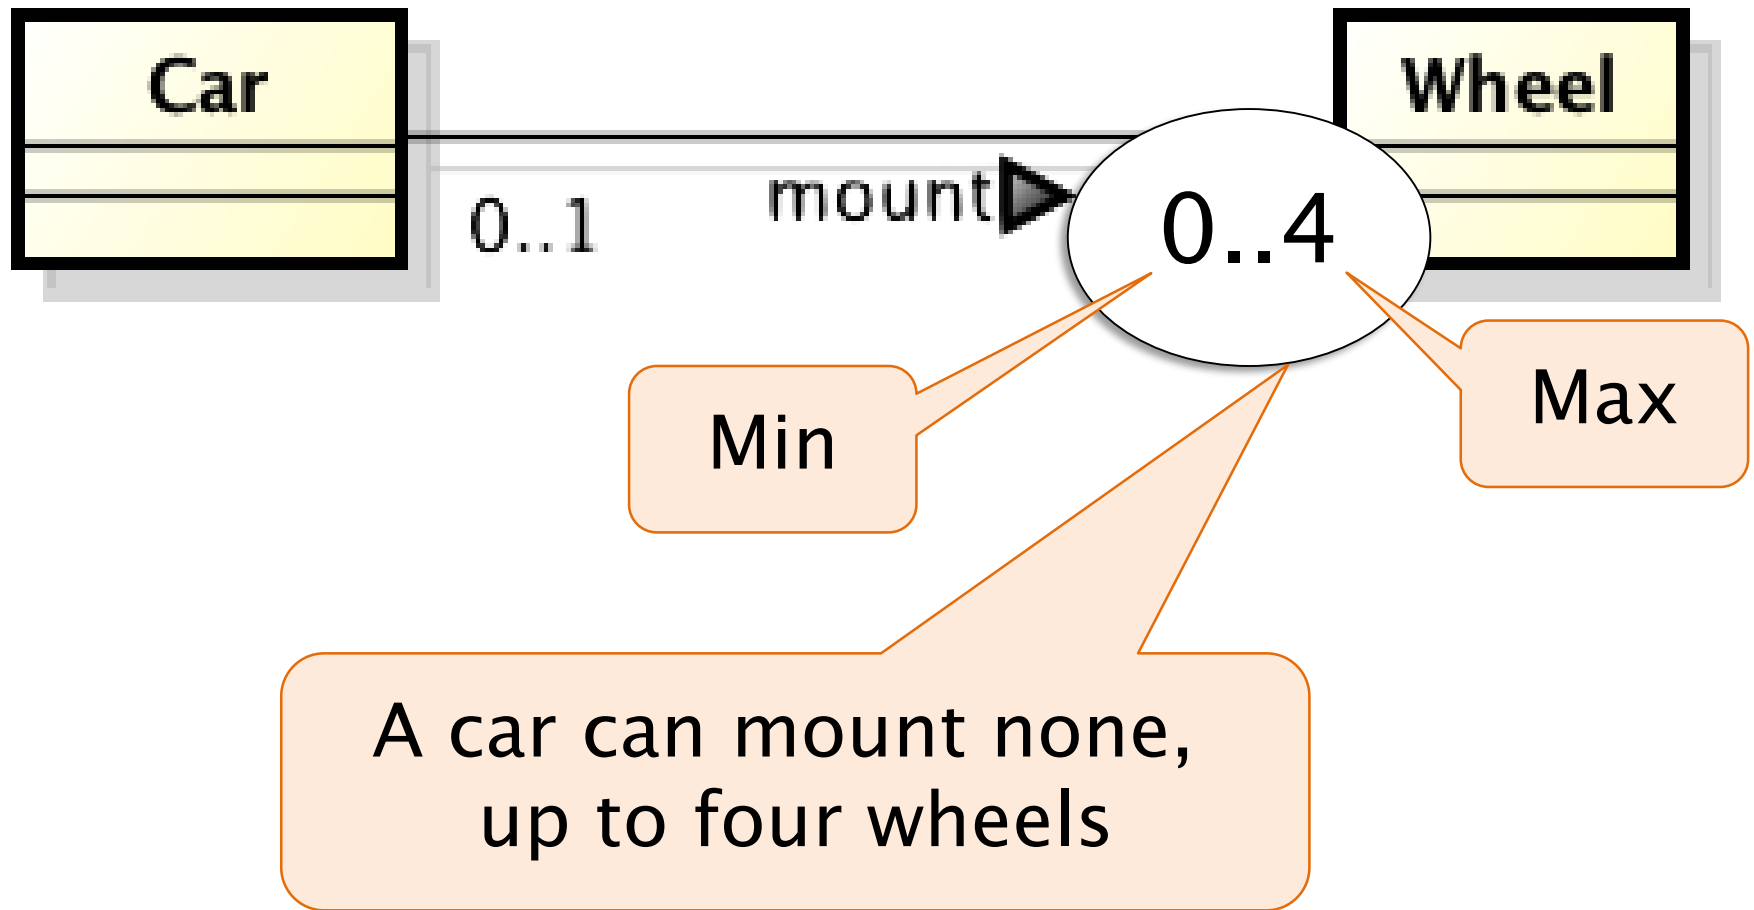 Car
Wheel
mount
0..1
0..4
Min
Max
A car can mount none,
up to four wheels